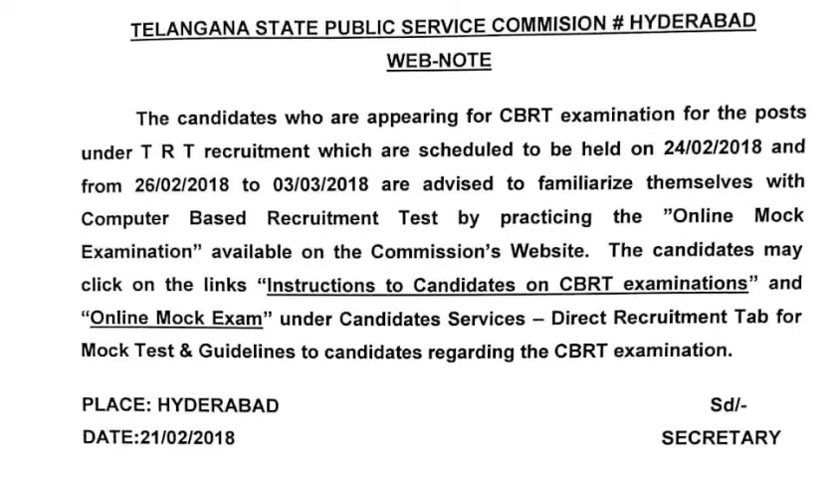 TELANGANA STATE PUBLIC SERVICE COMMISION # HYDERABAD
WEB-NOTE
The candidates who are appearing for CBRT examination for the posts
under T R T recruitment which are scheduled to be held on 24/02/2018 and
from 26/02/2018 to 03/03/2018 are advised to familiarize themselves with
Computer Based Recruitment Test by practicing the ”Online Mock
Examination” available on the Commission’s Website. The candidates may
click on the links “Instructions to Candidates on CBRT examinations” and
“Online Mock Exam” under Candidates Services – Direct Recruitment Tab for
Mock Test & Guidelines to candidates regarding the CBRT examination.
PLACE: HYDERABAD Sd/-
DATE:21/02/2018 SECRETARY